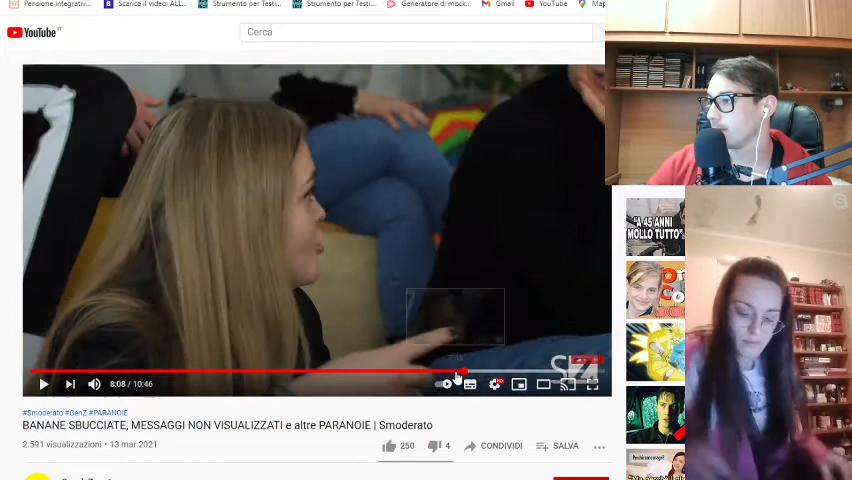 Pensione integrativ... Scarica il video: ALL... Strumento per Testi... Strumento per Testi... Generatore di mock... Gmail YouTube Map
YouTube IT
Cerca
"A 45 ANNI
MOLLO TUTTO"
8:08 / 10:46
HD
#Smoderato #GenZ #PARANOIE
BANANE SBUCCIATE, MESSAGGI NON VISUALIZZATI e altre PARANOIE | Smoderato
2.591 visualizzazioni • 13 mar 2021
250
4
CONDIVIDI
SALVA